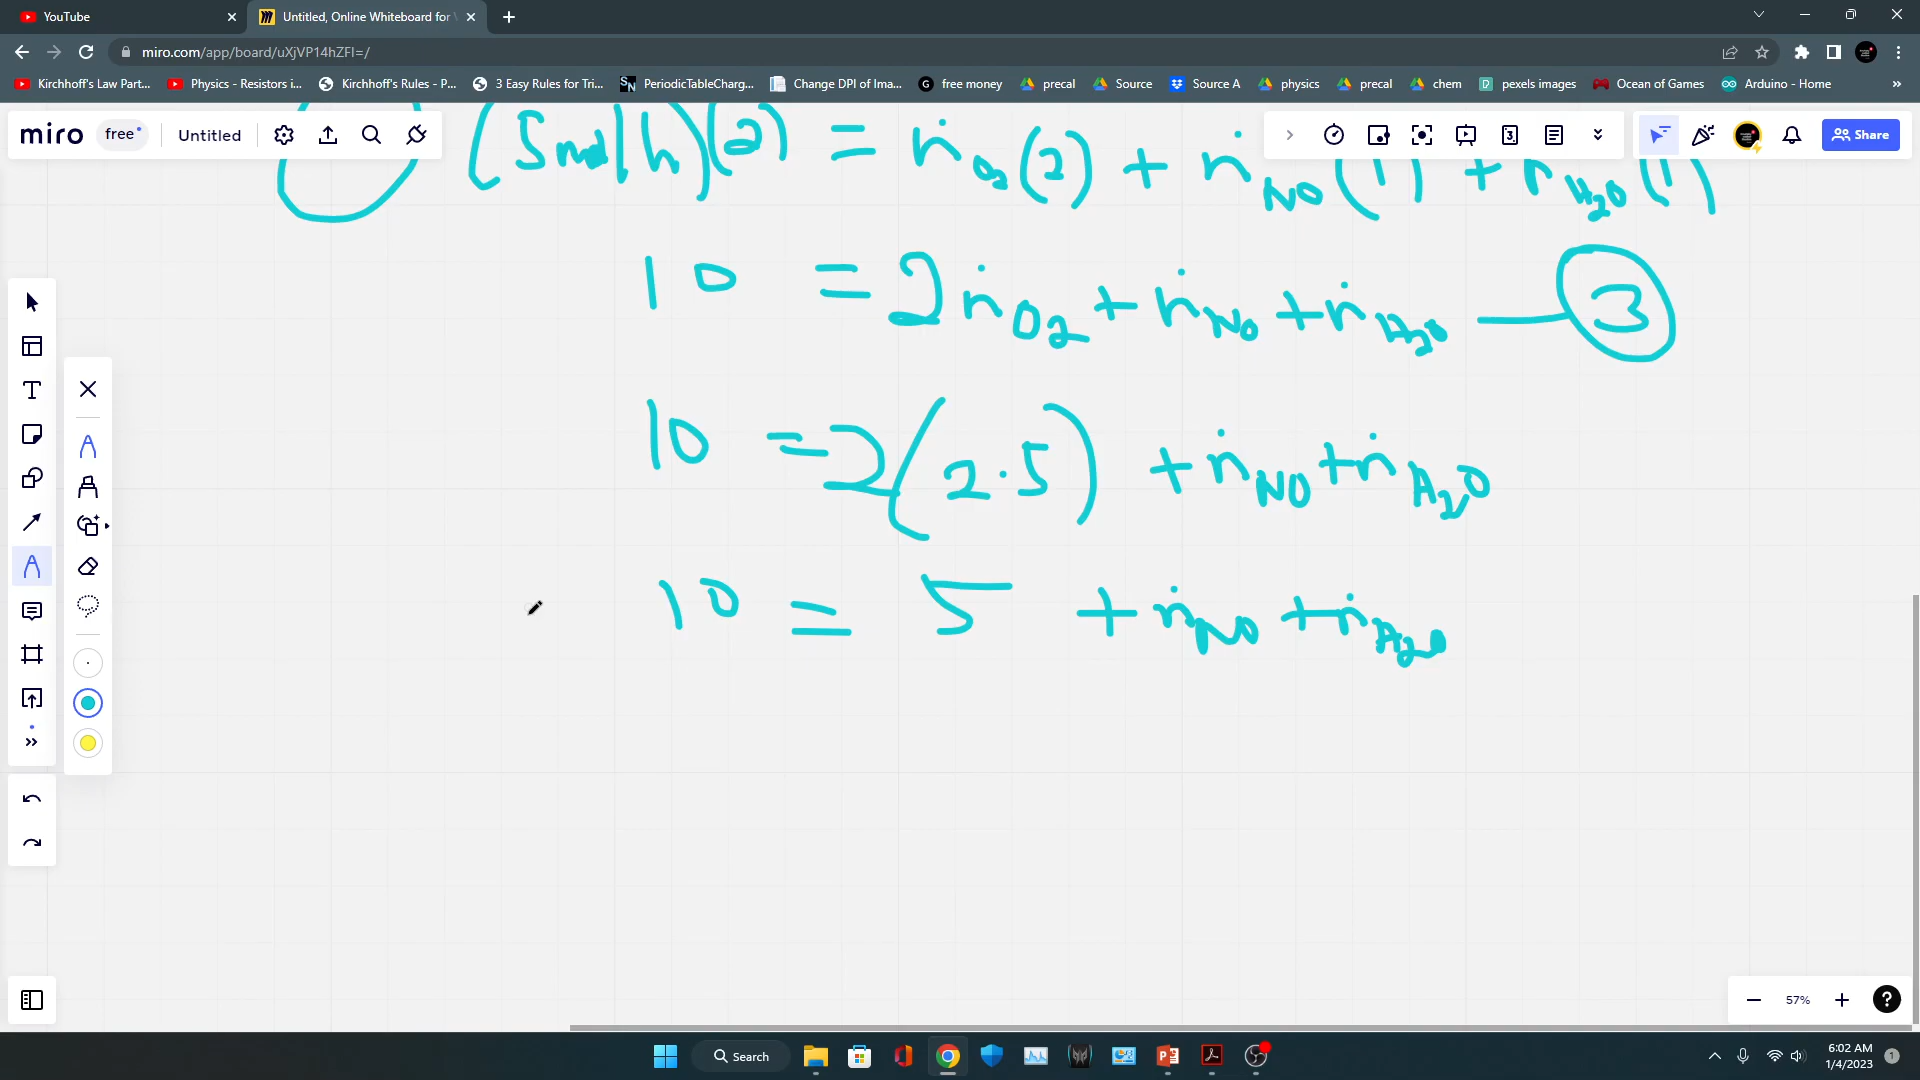 YouTube
Untitled, Online Whiteboard for
miro.com/app/board/uXjVP14hZFI=/
Kirchhoff's Law Part...
Physics - Resistors i...
Kirchhoff's Rules - P...
3 Easy Rules for Tri...
PeriodicTableCharg...
Change DPI of Ima...
free money
precal
Source
Source A
physics
precal
chem
pexels images
Ocean of Games
Arduino - Home
miro free Untitled
Share
(5 mol/h)(2) = ṅO₂(2) + ṅNO(1) + ṅH₂O(1)
10 = 2ṅO₂ + ṅNO + ṅH₂O — 3
10 = 2(2.5) + ṅNO + ṅH₂O
10 = 5 + ṅNO + ṅH₂O
57%
Search
6:02 AM
1/4/2023